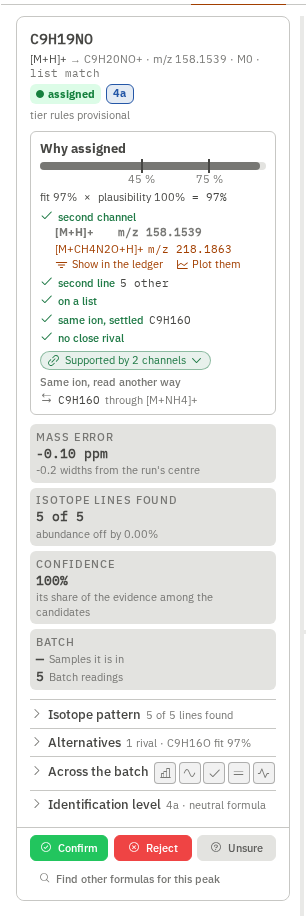 C9H19NO
[M+H]+ → C9H20NO+ · m/z 158.1539 · M0 ·
list match
assigned 4a
tier rules provisional
Why assigned
45 % 75 %
fit 97% × plausibility 100% = 97%
second channel
[M+H]+ m/z 158.1539
[M+CH4N2O+H]+ m/z 218.1863
Show in the ledger Plot them
second line 5 other
on a list
same ion, settled C9H16O
no close rival
Supported by 2 channels
Same ion, read another way
C9H16O through [M+NH4]+
MASS ERROR
-0.10 ppm
-0.2 widths from the run's centre
ISOTOPE LINES FOUND
5 of 5
abundance off by 0.00%
CONFIDENCE
100%
its share of the evidence among the
candidates
BATCH
— Samples it is in
5 Batch readings
Isotope pattern 5 of 5 lines found
Alternatives 1 rival · C9H16O fit 97%
Across the batch
Identification level 4a · neutral formula
Confirm Reject Unsure
Find other formulas for this peak